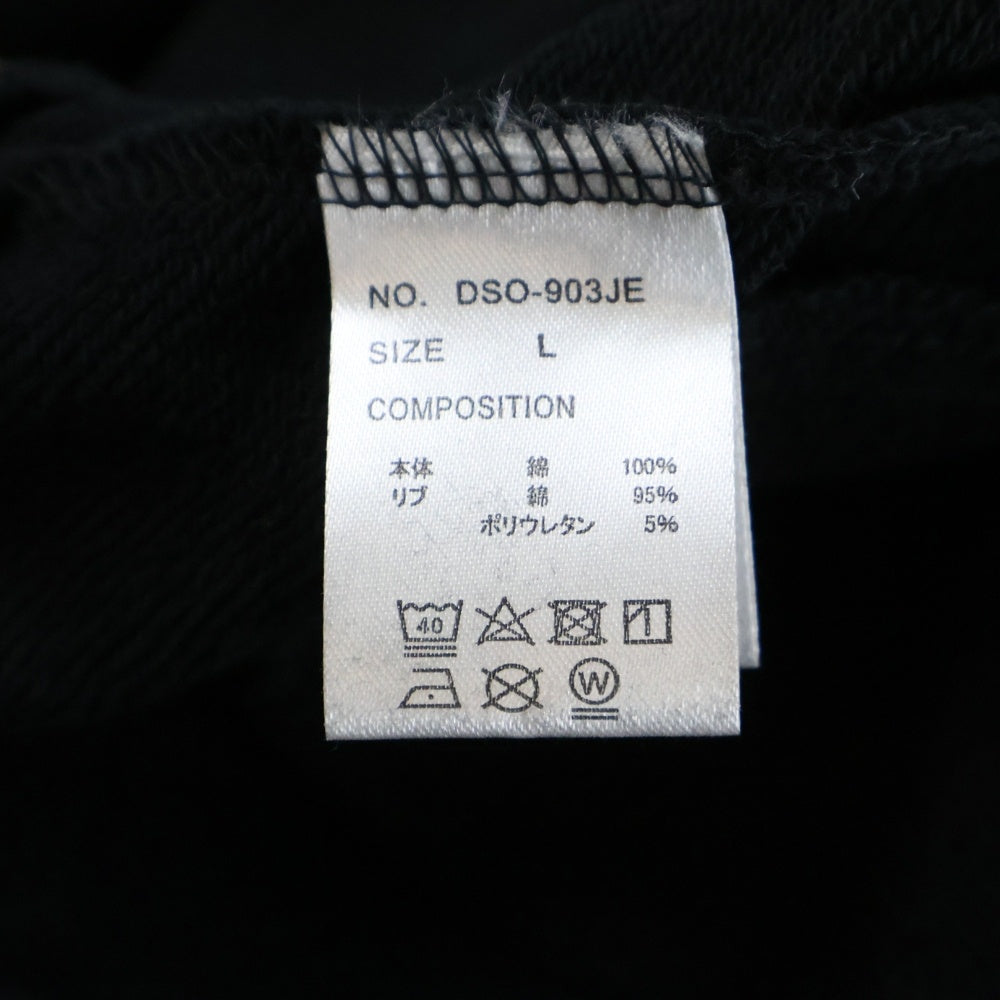 NO. DSO-903JE
SIZE L
COMPOSITION
本体 綿 100%
リブ 綿 95%
ポリウレタン 5%
40
W